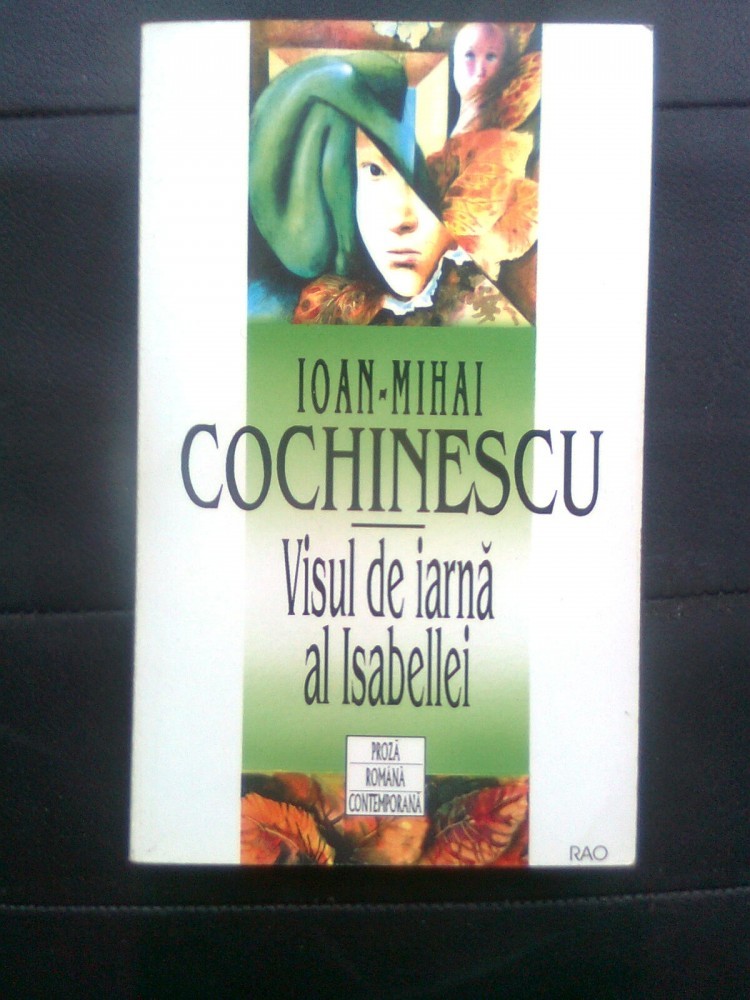 IOAN-MIHAI
COCHINESCU
Visul de iarnă
al Isabellei
PROZĂ
ROMÂNĂ
CONTEMPORANĂ
RAO